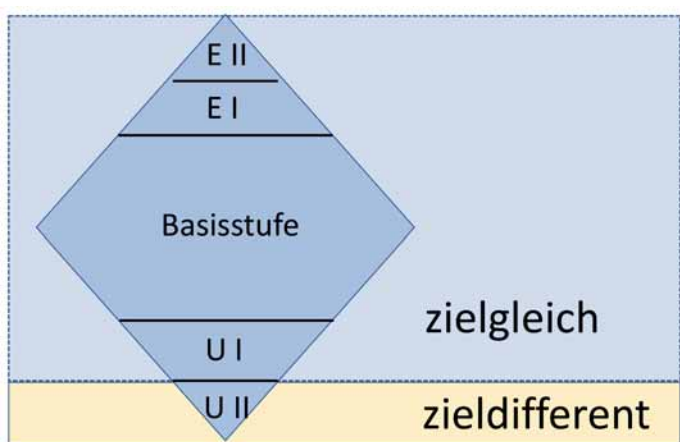 E II
E I
Basisstufe
zielgleich
U I
U II
zieldifferent